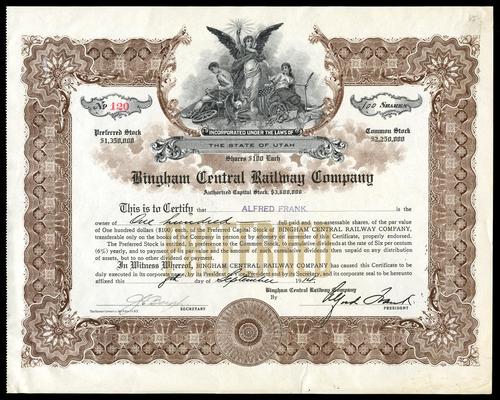 No 129
100 SHARES
INCORPORATED UNDER THE LAWS OF
THE STATE OF UTAH
Preferred Stock
$1,350,000
Common Stock
$2,250,000
Shares $100 Each
Bingham Central Railway Company
Authorized Capital Stock, $3,600,000
This is to Certify that ALFRED FRANK. is the
owner of One hundred full paid and non assessable shares, of the par value
of One hundred dollars ($100) each, of the Preferred Capital Stock of BINGHAM CENTRAL RAILWAY COMPANY,
transferable only on the books of the Company in person or by attorney on surrender of this Certificate, properly endorsed.
The Preferred Stock is entitled, in preference to the Common Stock, to cumulative dividends at the rate of Six per centum
(6%) yearly, and to payment of its par value and the amount of such, cumulative dividends then unpaid on any distribution of
assets, but to no other dividend or payment.
In Witness Whereof, BINGHAM CENTRAL RAILWAY COMPANY has caused this Certificate to be
duly executed in its corporate name, by its President and by its Secretary, and its corporate seal to be hereunto
affixed this day of September 1914.
Bingham Central Railway Company
By Alfred Frank
SECRETARY
PRESIDENT